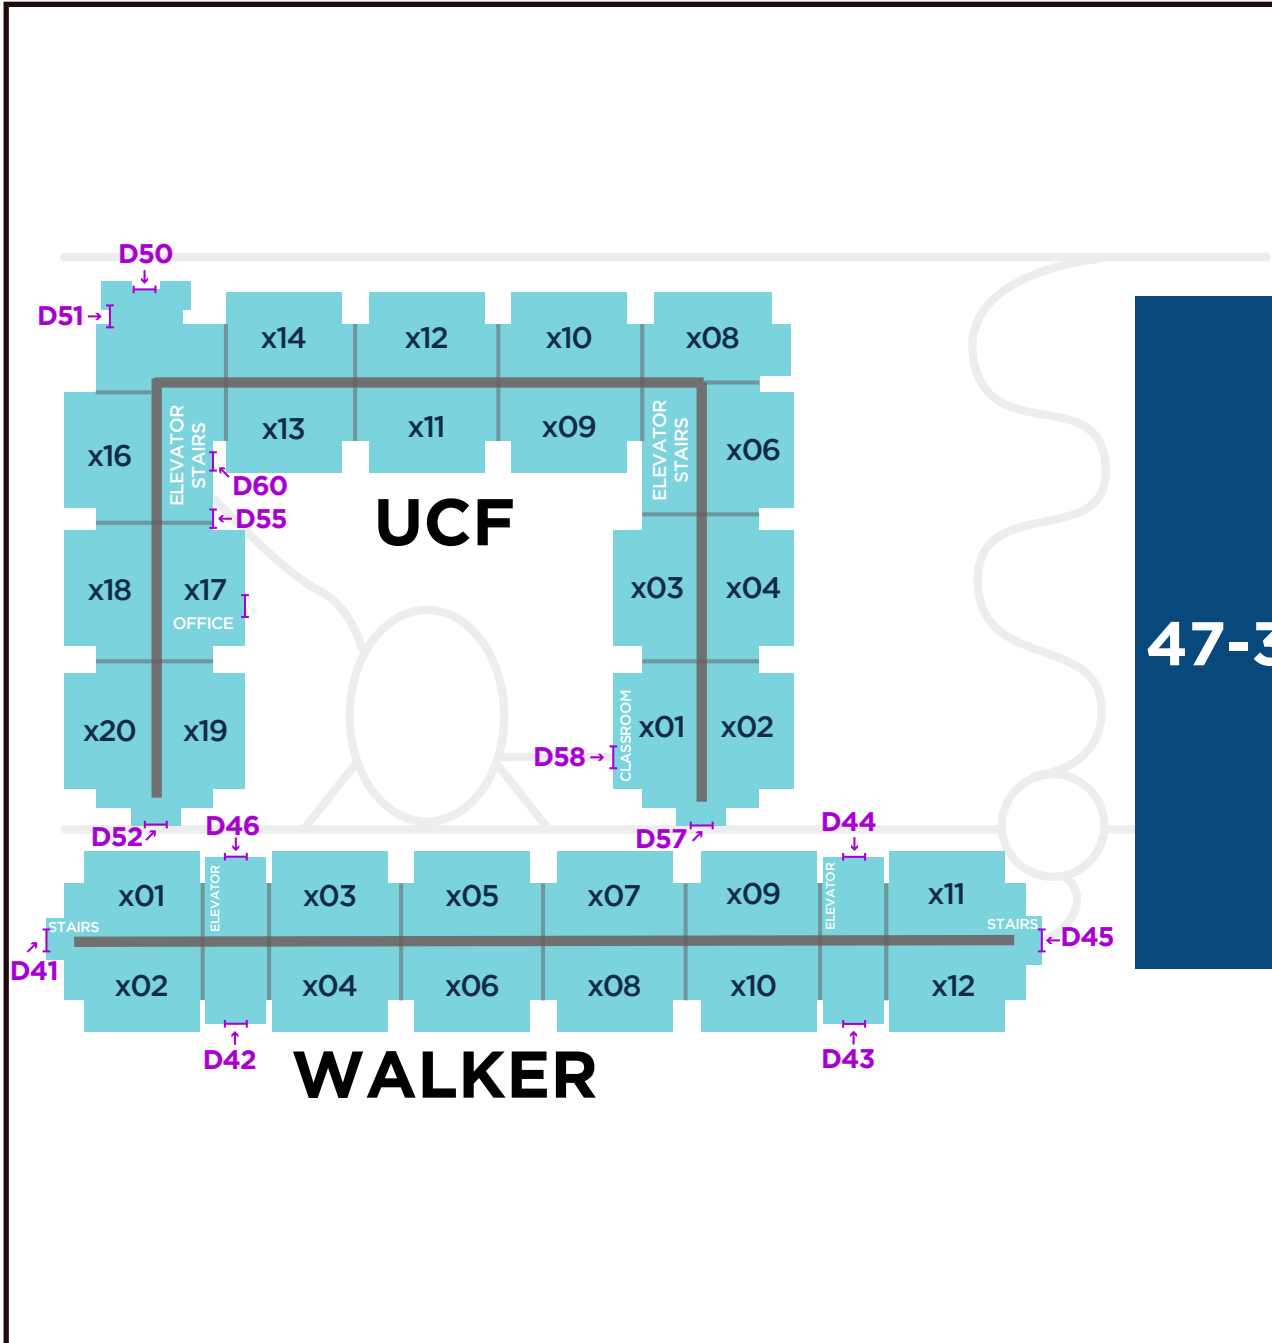 D50
D51
x14
x12
x10
x08
x13
x11
x09
ELEVATOR
STAIRS
ELEVATOR
STAIRS
x16
x06
D60
D55
UCF
x18
x17
OFFICE
x03
x04
47-3
x20
x19
CLASSROOM
x01
x02
D58
D52
D46
D57
D44
x01
ELEVATOR
x03
x05
x07
x09
ELEVATOR
x11
STAIRS
STAIRS
D41
D45
x02
x04
x06
x08
x10
x12
D42
D43
WALKER